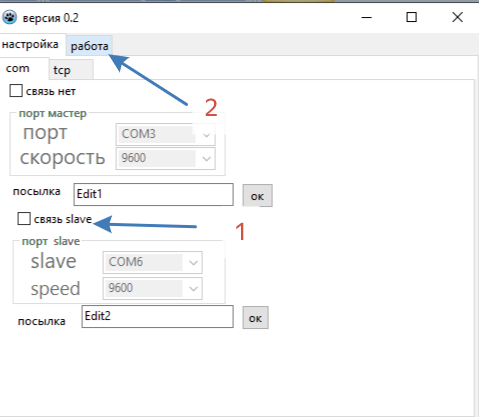 версия 0.2
настройка работа
com tcp
связь нет
2
порт мастер
порт COM3
скорость 9600
посылка Edit1 ок
связь slave
1
порт slave
slave COM6
speed 9600
посылка Edit2 ок